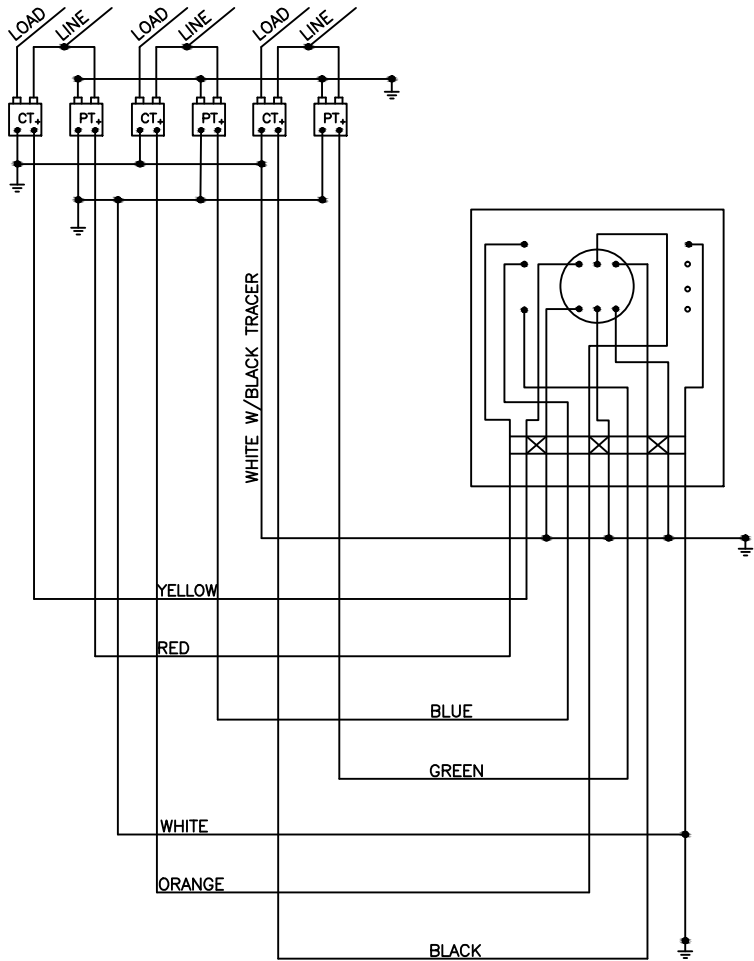 LOAD LINE LOAD LINE LOAD LINE
CT+ PT+ CT+ PT+ CT+ PT+
WHITE W/BLACK TRACER
YELLOW
RED
BLUE
GREEN
WHITE
ORANGE
BLACK